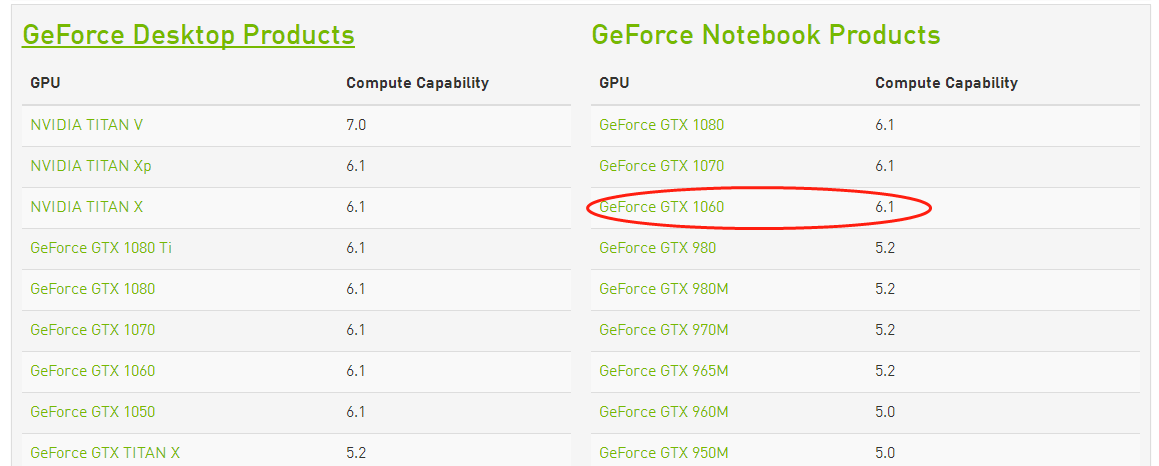 GeForce Desktop Products
GPU Compute Capability
NVIDIA TITAN V 7.0
NVIDIA TITAN Xp 6.1
NVIDIA TITAN X 6.1
GeForce GTX 1080 Ti 6.1
GeForce GTX 1080 6.1
GeForce GTX 1070 6.1
GeForce GTX 1060 6.1
GeForce GTX 1050 6.1
GeForce GTX TITAN X 5.2
GeForce Notebook Products
GPU Compute Capability
GeForce GTX 1080 6.1
GeForce GTX 1070 6.1
GeForce GTX 1060 6.1
GeForce GTX 980 5.2
GeForce GTX 980M 5.2
GeForce GTX 970M 5.2
GeForce GTX 965M 5.2
GeForce GTX 960M 5.0
GeForce GTX 950M 5.0